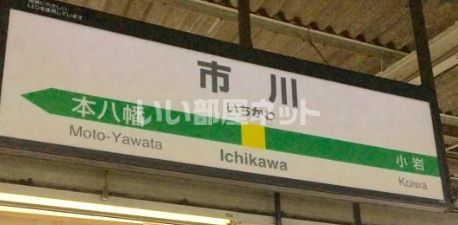 市川
いちかわ
本八幡
Moto-Yawata
Ichikawa
小岩
Koiwa
いい部屋ネット